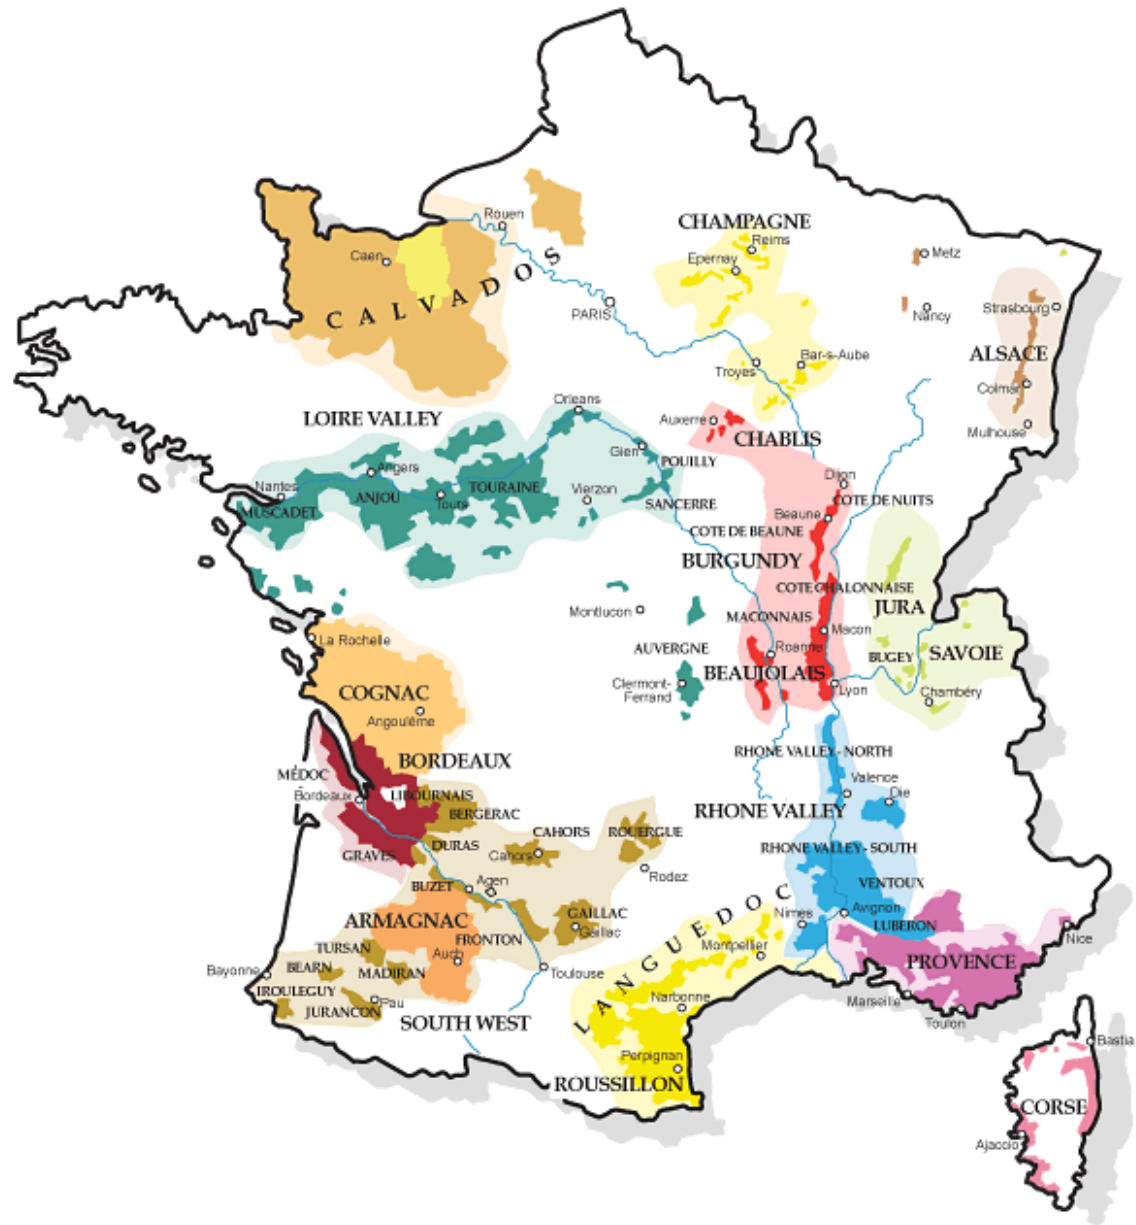 Rouen
CHAMPAGNE
Reims
Caen
Epernay
Metz
CALVADOS
PARIS
Nancy
Strasbourg
ALSACE
Troyes
Bar-s-Aube
Colmar
Orleans
LOIRE VALLEY
Auxerre
CHABLIS
Mulhouse
Gien
POUILLY
Angers
Dijon
Nantes
ANJOU
TOURAINE
Vierzon
COTE DE NUITS
MUSCADET
Tours
SANCERRE
Beaune
COTE DE BEAUNE
BURGUNDY
COTE CHALONNAISE
Montlucon
JURA
MACONNAIS
Macon
La Rochelle
AUVERGNE
Roanne
BUGEY
SAVOIE
BEAUJOLAIS
COGNAC
Clermont-
Ferrand
Lyon
Chambéry
Angoulême
RHONE VALLEY-NORTH
BORDEAUX
MÉDOC
Valence
Bordeaux
LIBOURNAIS
Die
BERGERAC
RHONE VALLEY
CAHORS
ROUERGUE
DURAS
RHONE VALLEY-SOUTH
GRAVES
Cahors
Rodez
BUZET
Agen
VENTOUX
ARMAGNAC
GAILLAC
Gaillac
Nimes
Avignon
LUBERON
FRONTON
LANGUEDOC
Nice
TURSAN
Auch
Montpellier
PROVENCE
Bayonne
BEARN
MADIRAN
Toulouse
IROULEGUY
Pau
Narbonne
Marseille
JURANCON
SOUTH WEST
Toulon
Bastia
Perpignan
ROUSSILLON
CORSE
Ajaccio